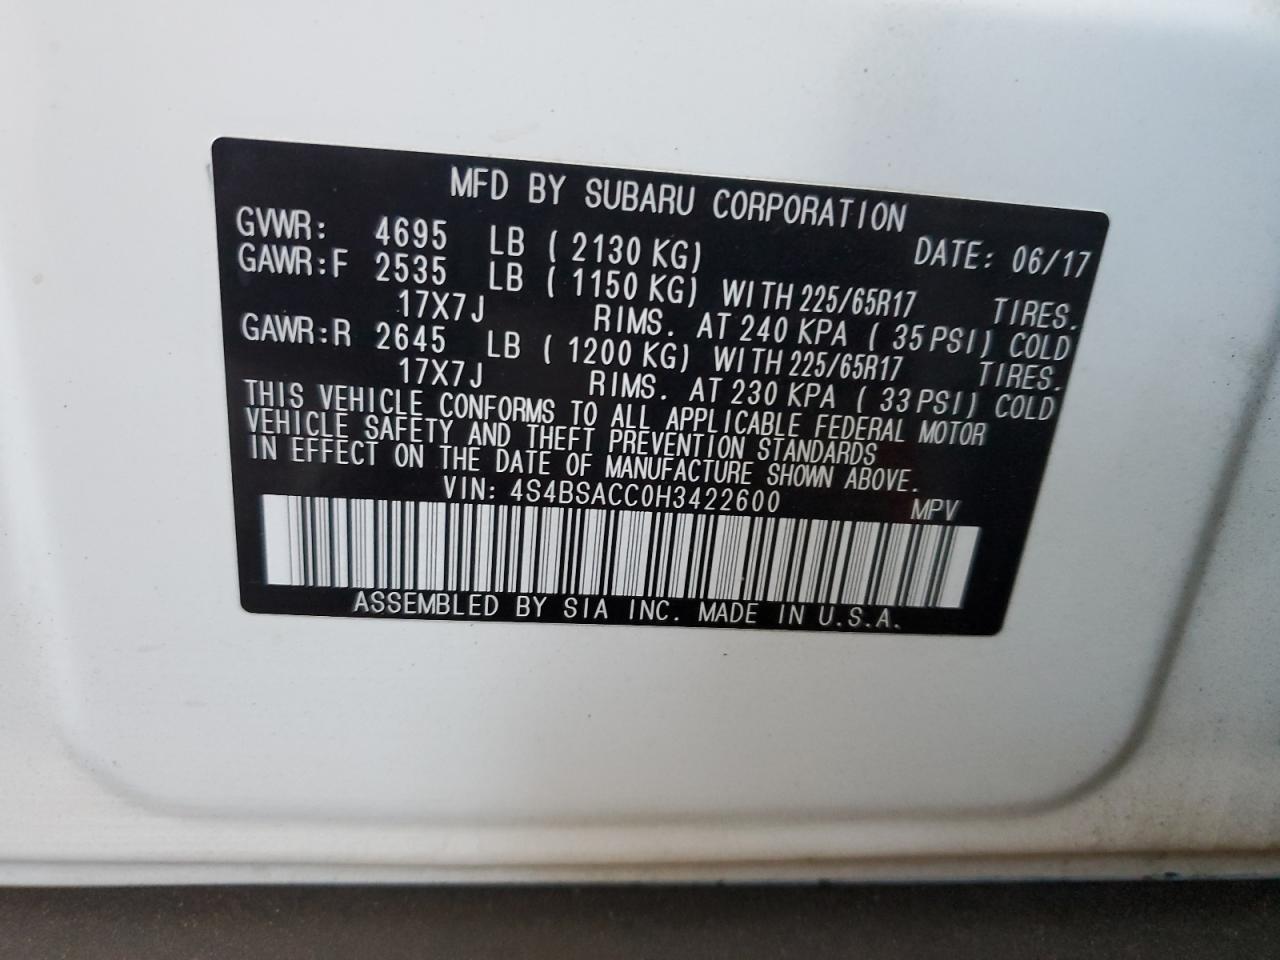 MFD BY SUBARU CORPORATION
GVWR: 4695 LB ( 2130 KG) DATE: 06/17
GAWR:F 2535 LB ( 1150 KG) WITH 225/65R17 TIRES.
17X7J RIMS. AT 240 KPA ( 35 PSI) COLD
GAWR:R 2645 LB ( 1200 KG) WITH 225/65R17 TIRES.
17X7J RIMS. AT 230 KPA ( 33 PSI) COLD
THIS VEHICLE CONFORMS TO ALL APPLICABLE FEDERAL MOTOR
VEHICLE SAFETY AND THEFT PREVENTION STANDARDS
IN EFFECT ON THE DATE OF MANUFACTURE SHOWN ABOVE.
VIN: 4S4BSACC0H3422600 MPV
ASSEMBLED BY SIA INC. MADE IN U.S.A.